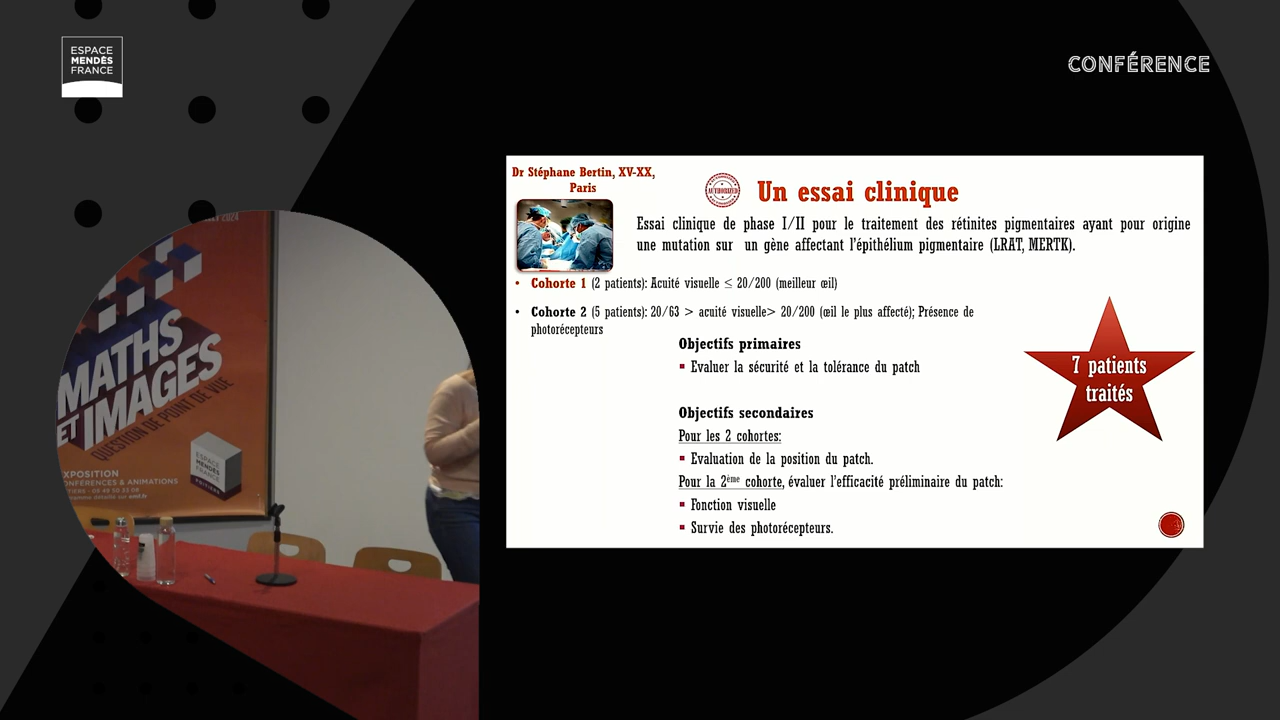 ESPACE
MENDÈS
FRANCE
CONFÉRENCE
Dr Stéphane Bertin, XV-XX,
Paris
AUTHORIZED
Un essai clinique
Essai clinique de phase I/II pour le traitement des rétinites pigmentaires ayant pour origine
une mutation sur un gène affectant l'épithélium pigmentaire (LRAT, MERTK).
• Cohorte 1 (2 patients): Acuité visuelle ≤ 20/200 (meilleur œil)
• Cohorte 2 (5 patients): 20/63 > acuité visuelle> 20/200 (œil le plus affecté); Présence de
photorécepteurs
Objectifs primaires
▪ Evaluer la sécurité et la tolérance du patch
Objectifs secondaires
Pour les 2 cohortes:
▪ Evaluation de la position du patch.
Pour la 2ème cohorte, évaluer l'efficacité préliminaire du patch:
▪ Fonction visuelle
▪ Survie des photorécepteurs.
7 patients
traités
2024
MATHS
ET IMAGES
QUESTION DE POINT DE VUE
XPOSITION
ONFÉRENCES & ANIMATIONS
ESPACE
MENDÈS
FRANCE
POITIERS